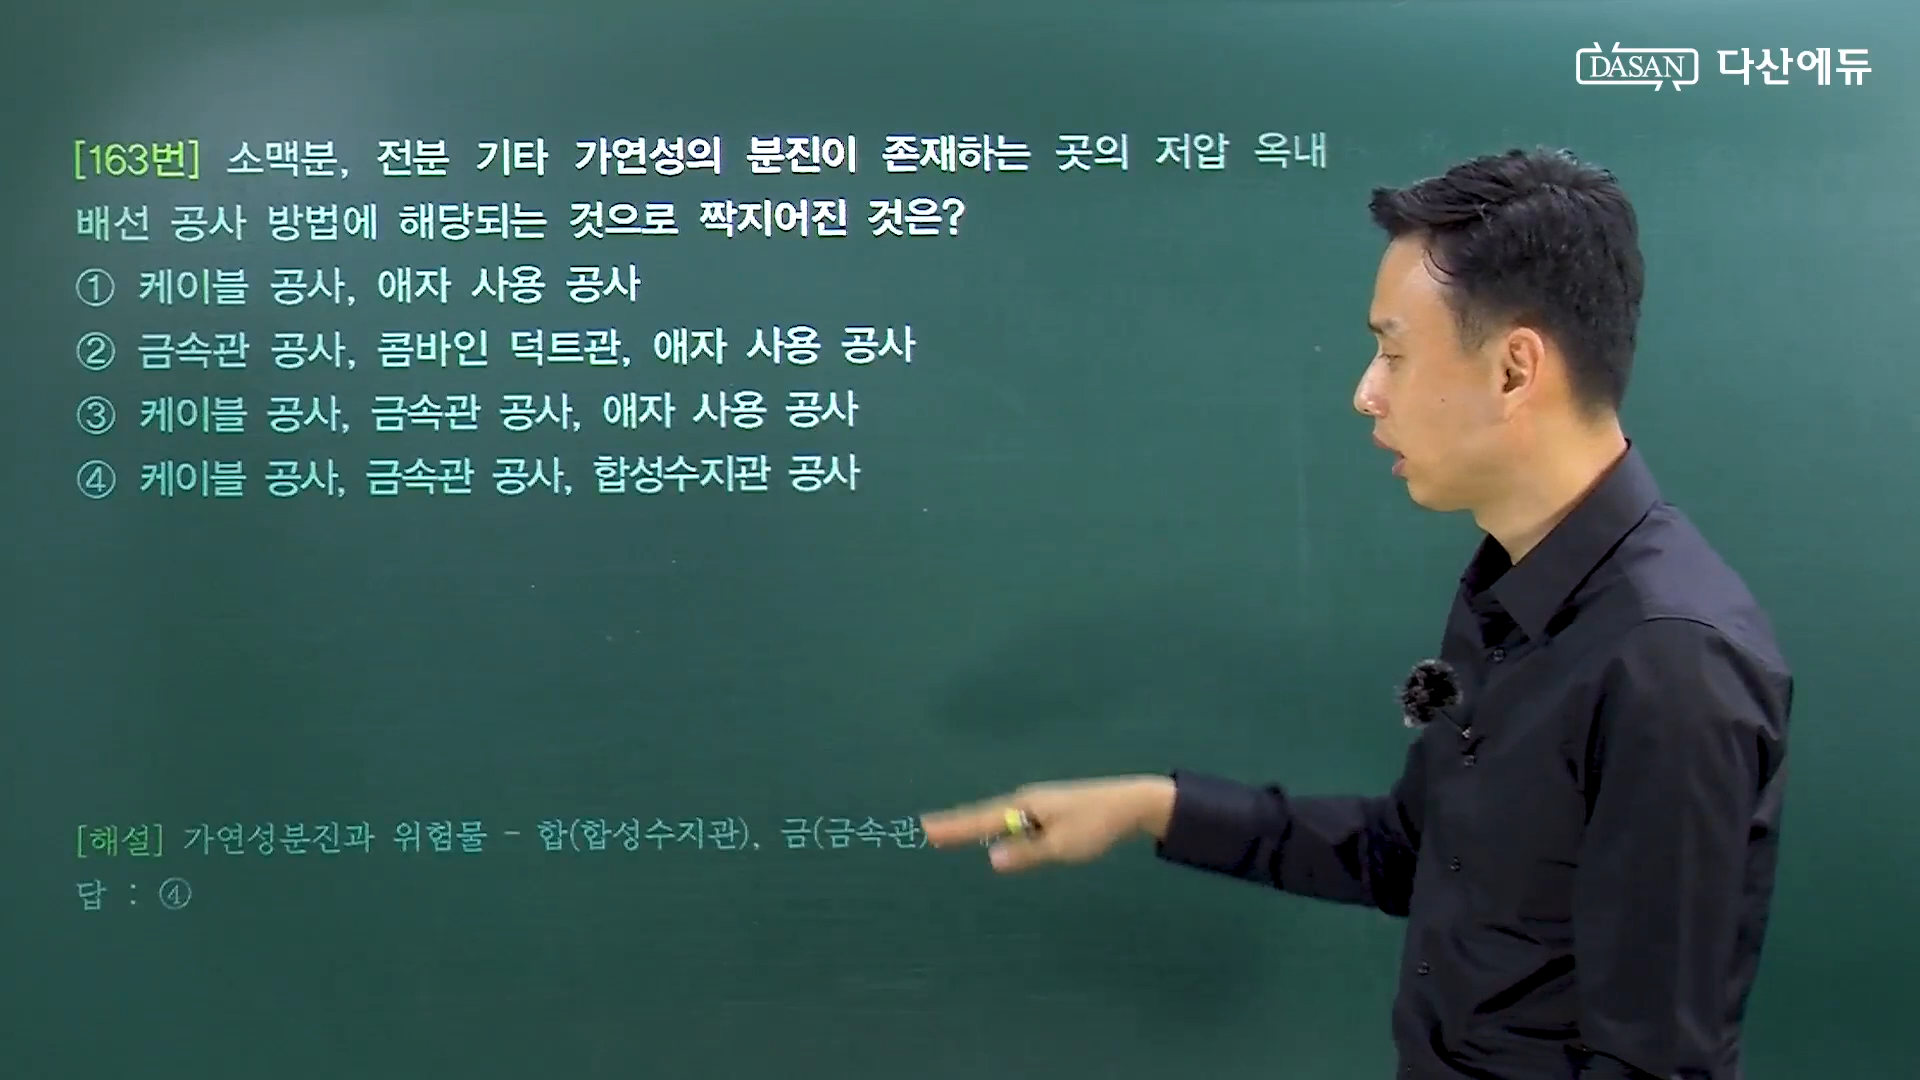 DASAN 다산에듀
[163번] 소맥분, 전분 기타 가연성의 분진이 존재하는 곳의 저압 옥내
배선 공사 방법에 해당되는 것으로 짝지어진 것은?
① 케이블 공사, 애자 사용 공사
② 금속관 공사, 콤바인 덕트관, 애자 사용 공사
③ 케이블 공사, 금속관 공사, 애자 사용 공사
④ 케이블 공사, 금속관 공사, 합성수지관 공사
[해설] 가연성분진과 위험물 - 합(합성수지관), 금(금속관)
답 : ④